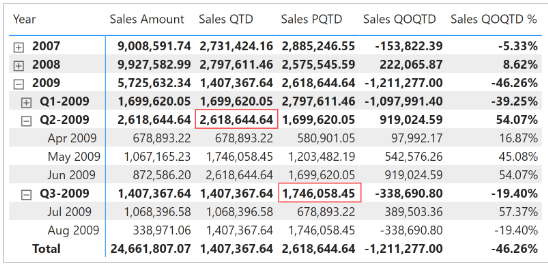 Year Sales Amount Sales QTD Sales PQTD Sales QOQTD Sales QOQTD %
2007 9,008,591.74 2,731,424.16 2,885,246.55 -153,822.39 -5.33%
2008 9,927,582.99 2,797,611.46 2,575,545.59 222,065.87 8.62%
2009 5,725,632.34 1,407,367.64 2,618,644.64 -1,211,277.00 -46.26%
Q1-2009 1,699,620.05 1,699,620.05 2,797,611.46 -1,097,991.40 -39.25%
Q2-2009 2,618,644.64 2,618,644.64 1,699,620.05 919,024.59 54.07%
Apr 2009 678,893.22 678,893.22 580,901.05 97,992.17 16.87%
May 2009 1,067,165.23 1,746,058.45 1,203,482.19 542,576.26 45.08%
Jun 2009 872,586.20 2,618,644.64 1,699,620.05 919,024.59 54.07%
Q3-2009 1,407,367.64 1,407,367.64 1,746,058.45 -338,690.80 -19.40%
Jul 2009 1,068,396.58 1,068,396.58 678,893.22 389,503.36 57.37%
Aug 2009 338,971.06 1,407,367.64 1,746,058.45 -338,690.80 -19.40%
Total 24,661,807.07 1,407,367.64 2,618,644.64 -1,211,277.00 -46.26%